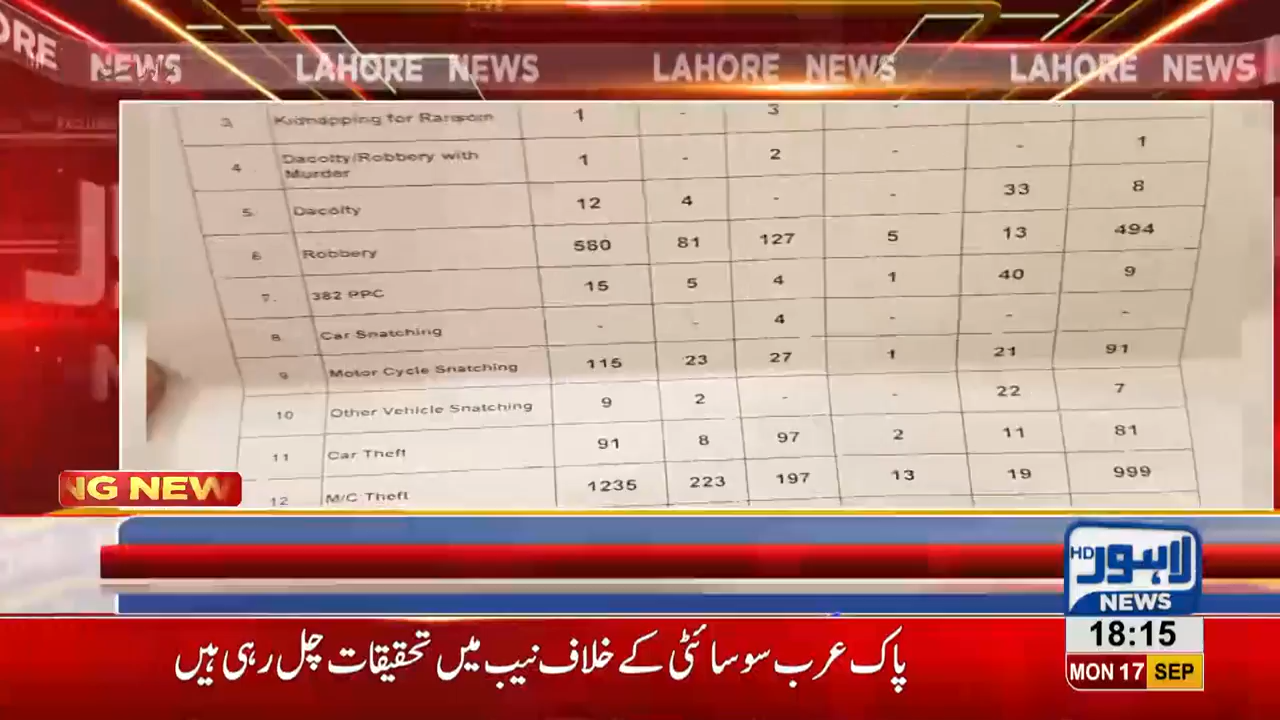 ORE NEWS LAHORE NEWS LAHORE NEWS LAHORE NEWS
3. Kidnapping for Ransom 1 - 3 -
4. Dacoity/Robbery with Murder 1 - 2 - - 1
5. Dacoity 12 4 - - 33 8
6 Robbery 580 81 127 5 13 494
7. 382 PPC 15 5 4 1 40 9
8. Car Snatching - - 4 - - -
9 Motor Cycle Snatching 115 23 27 1 21 91
10 Other Vehicle Snatching 9 2 - - 22 7
11 Car Theft 91 8 97 2 11 81
12 M/C Theft 1235 223 197 13 19 999
NG NEW
HD لاہور
NEWS
18:15
MON 17 SEP
پاک عرب سوسائٹی کے خلاف نیب میں تحقیقات چل رہی ہیں